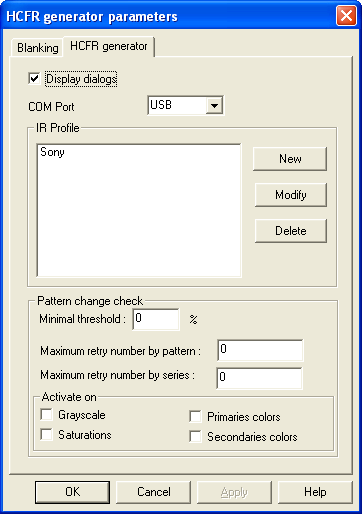 HCFR generator parameters
Blanking HCFR generator
Display dialogs
COM Port USB
IR Profile
Sony
New
Modify
Delete
Pattern change check
Minimal threshold : 0 %
Maximum retry number by pattern : 0
Maximum retry number by series : 0
Activate on
Grayscale Primaries colors
Saturations Secondaries colors
OK Cancel Apply Help